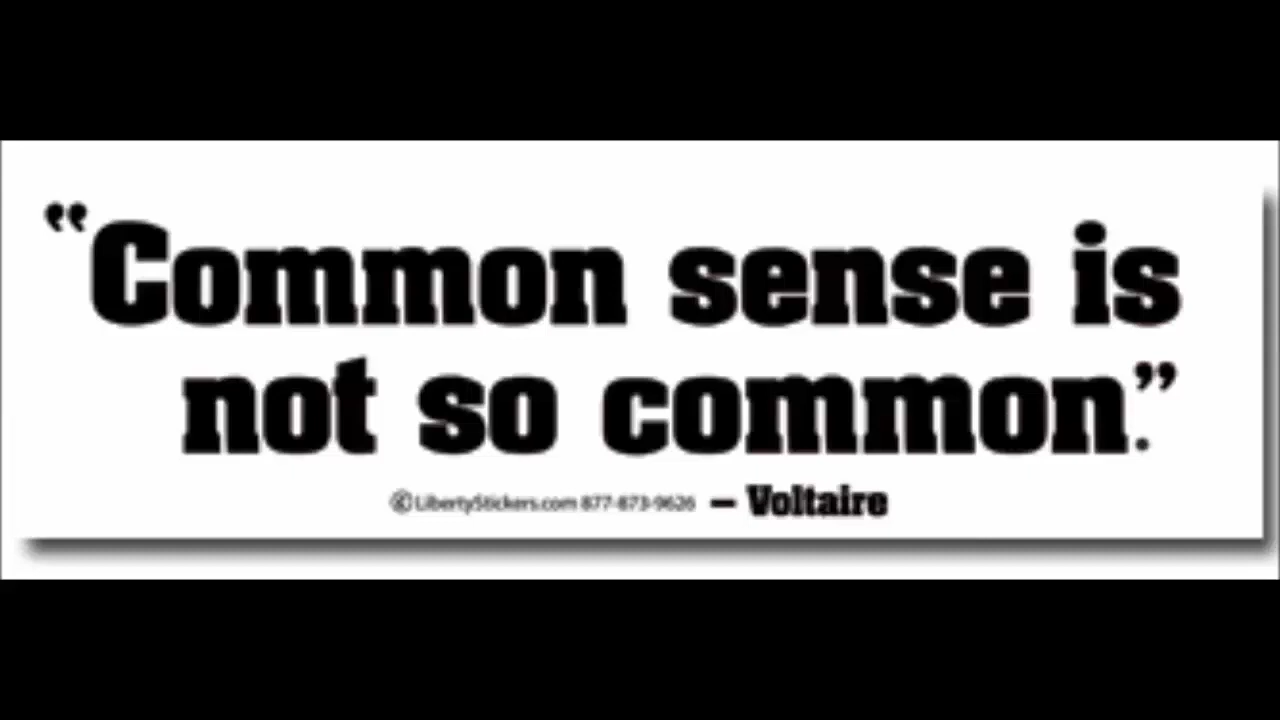 “Common sense is
not so common.”
©LibertyStickers.com 877-873-9626 — Voltaire